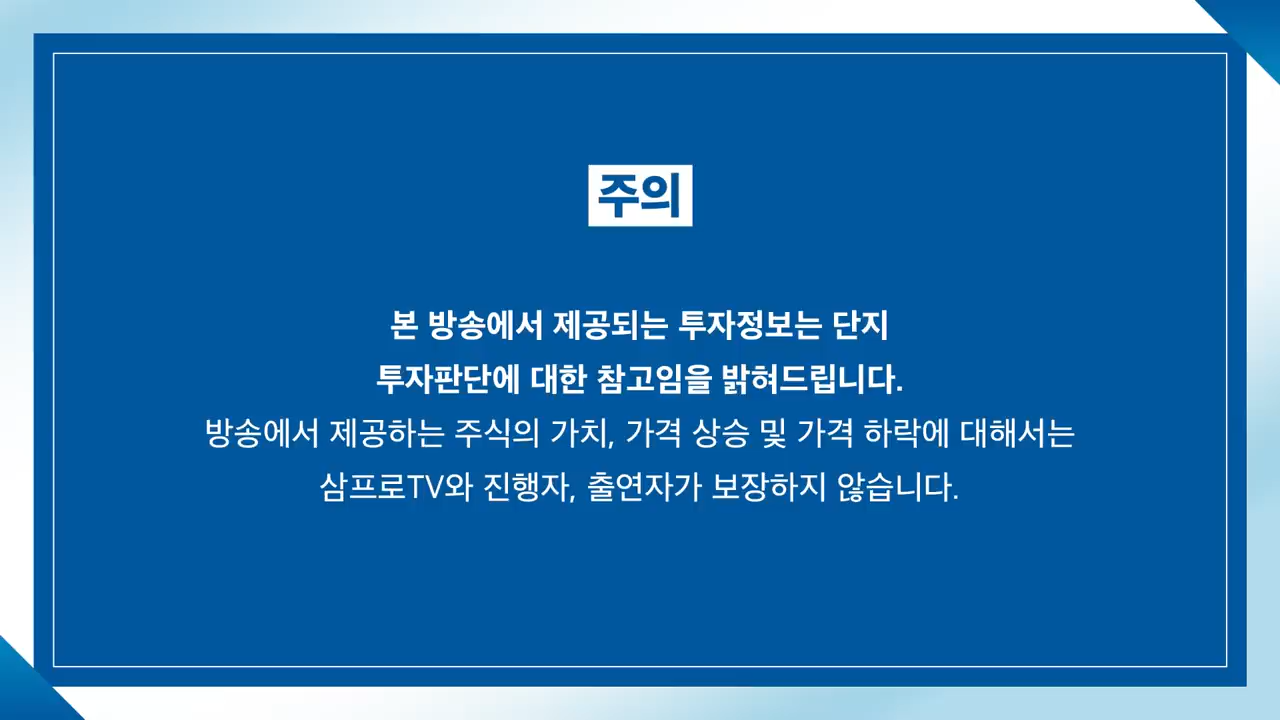 주의
본 방송에서 제공되는 투자정보는 단지
투자판단에 대한 참고임을 밝혀드립니다.
방송에서 제공하는 주식의 가치, 가격 상승 및 가격 하락에 대해서는
삼프로TV와 진행자, 출연자가 보장하지 않습니다.